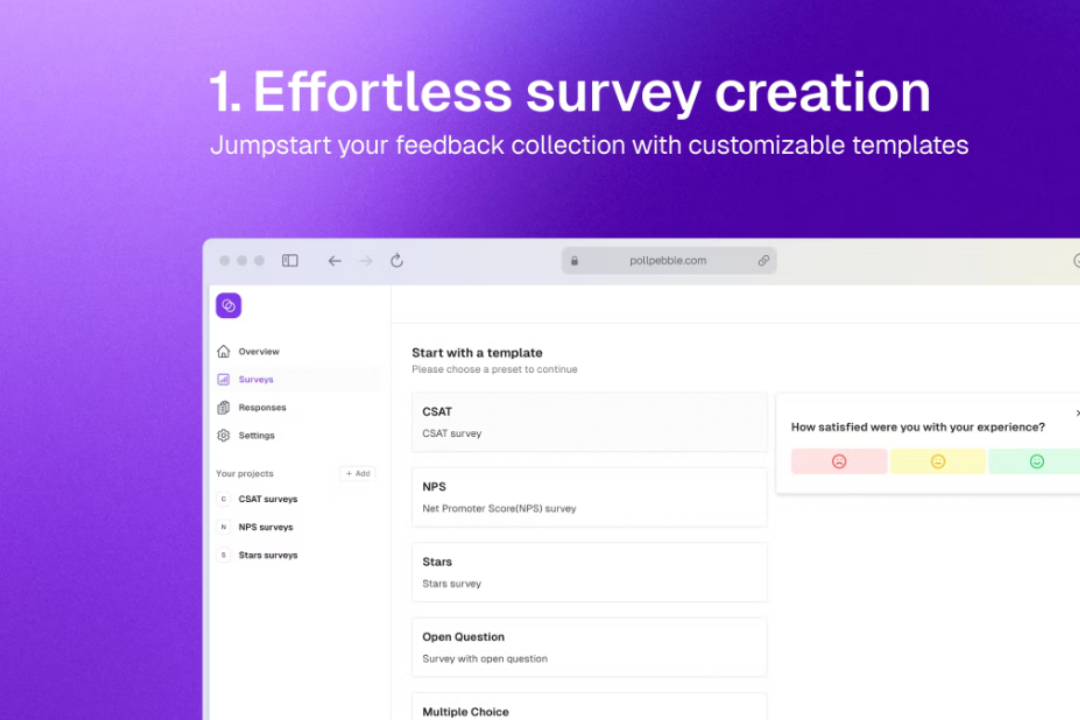 1. Effortless survey creation
Jumpstart your feedback collection with customizable templates
pollpebble.com
Overview
Surveys
Responses
Settings
Your projects
+ Add
C CSAT surveys
N NPS surveys
S Stars surveys
Start with a template
Please choose a preset to continue
CSAT
CSAT survey
NPS
Net Promoter Score(NPS) survey
Stars
Stars survey
Open Question
Survey with open question
Multiple Choice
How satisfied were you with your experience?